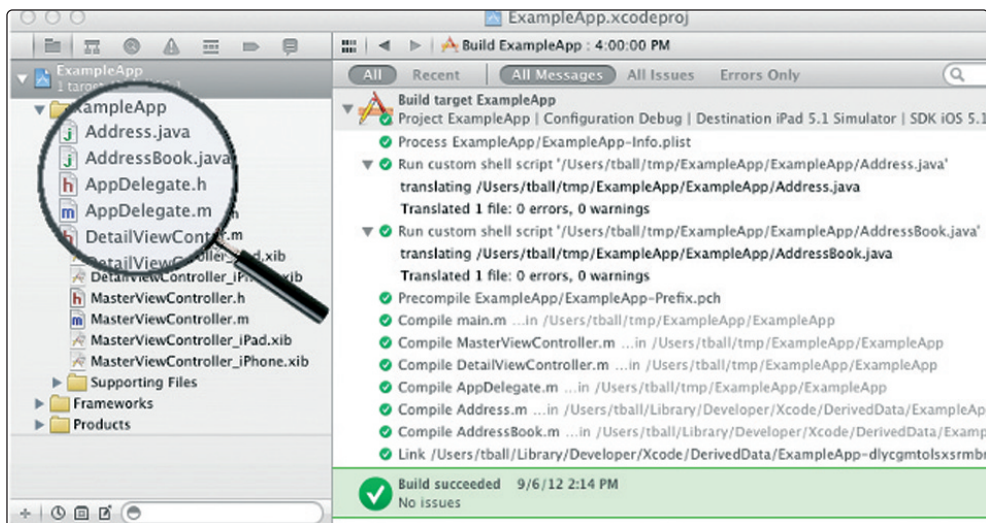 ExampleApp.xcodeproj
Build ExampleApp : 4:00:00 PM
ExampleApp
1 target
All Recent All Messages All Issues Errors Only
ExampleApp
Address.java
AddressBook.java
AppDelegate.h
AppDelegate.m
DetailViewConter.m
DetailViewCont
DetailViewController_iPhone.xib
MasterViewController.h
MasterViewController.m
MasterViewController_iPad.xib
MasterViewController_iPhone.xib
Supporting Files
Frameworks
Products
Build target ExampleApp
Project ExampleApp | Configuration Debug | Destination iPad 5.1 Simulator | SDK iOS 5.1
Process ExampleApp/ExampleApp-Info.plist
Run custom shell script '/Users/tball/tmp/ExampleApp/ExampleApp/Address.java'
translating /Users/tball/tmp/ExampleApp/ExampleApp/Address.java
Translated 1 file: 0 errors, 0 warnings
Run custom shell script '/Users/tball/tmp/ExampleApp/ExampleApp/AddressBook.java'
translating /Users/tball/tmp/ExampleApp/ExampleApp/AddressBook.java
Translated 1 file: 0 errors, 0 warnings
Precompile ExampleApp/ExampleApp-Prefix.pch
Compile main.m ...in /Users/tball/tmp/ExampleApp/ExampleApp
Compile MasterViewController.m ...in /Users/tball/tmp/ExampleApp/ExampleApp
Compile DetailViewController.m ...in /Users/tball/tmp/ExampleApp/ExampleApp
Compile AppDelegate.m ...in /Users/tball/tmp/ExampleApp/ExampleApp
Compile Address.m ...in /Users/tball/Library/Developer/Xcode/DerivedData/ExampleAp
Compile AddressBook.m ...in /Users/tball/Library/Developer/Xcode/DerivedData/Examp
Link /Users/tball/Library/Developer/Xcode/DerivedData/ExampleApp-dlycgmtolsxsrmbr
Build succeeded 9/6/12 2:14 PM
No issues